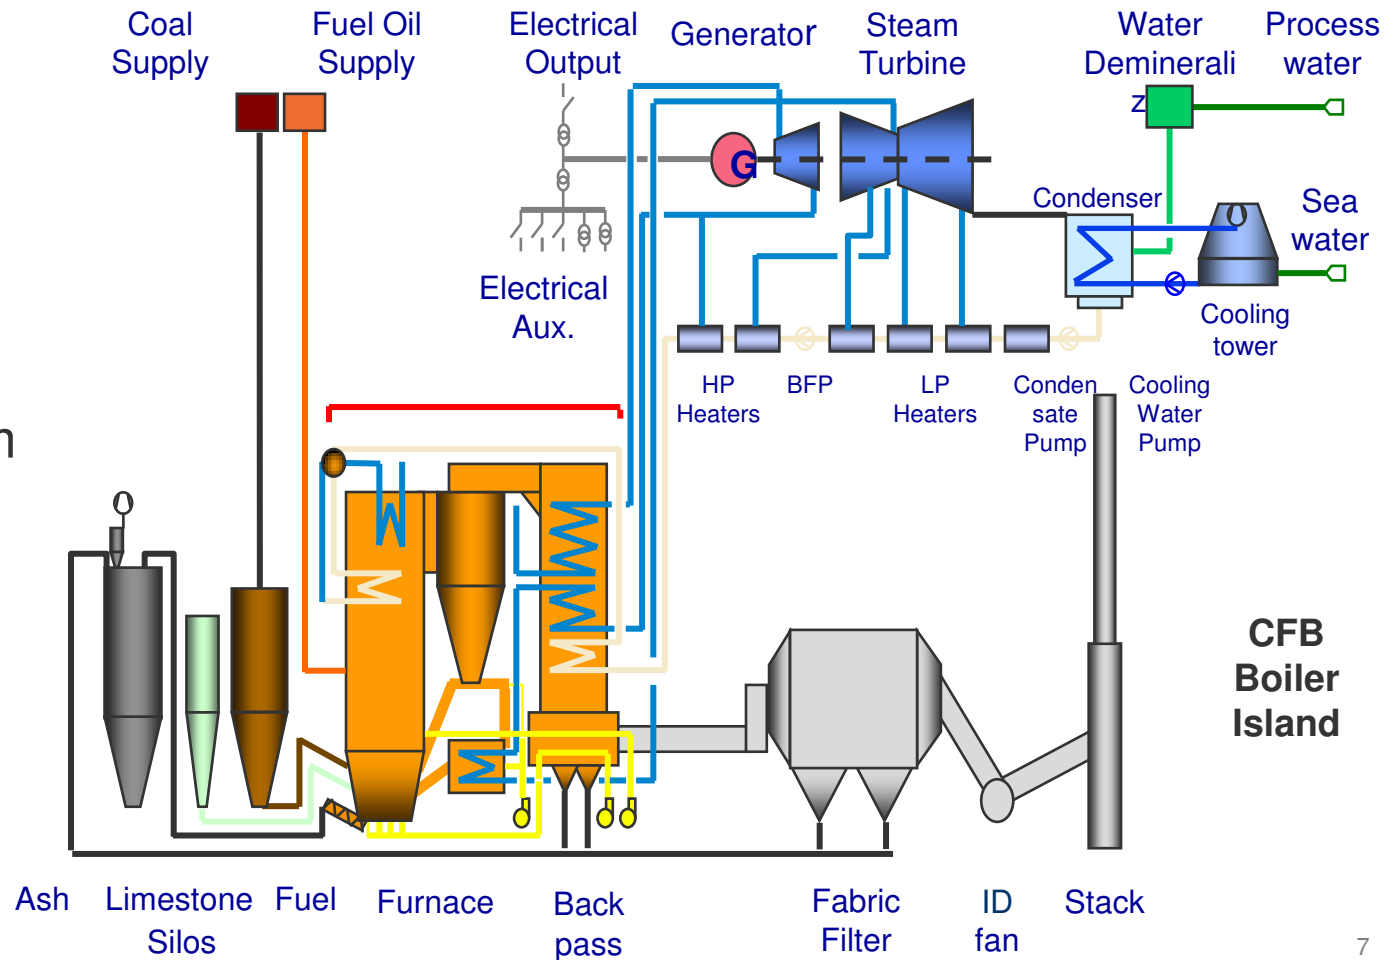 Coal
Supply
Fuel Oil
Supply
Electrical
Output
Generator
Steam
Turbine
Water
Deminerali
z
Process
water
G
Condenser
Sea
water
Electrical
Aux.
Cooling
tower
HP
Heaters
BFP
LP
Heaters
Conden
sate
Pump
Cooling
Water
Pump
n
CFB
Boiler
Island
Ash
Limestone
Silos
Fuel
Furnace
Back
pass
Fabric
Filter
ID
fan
Stack
7